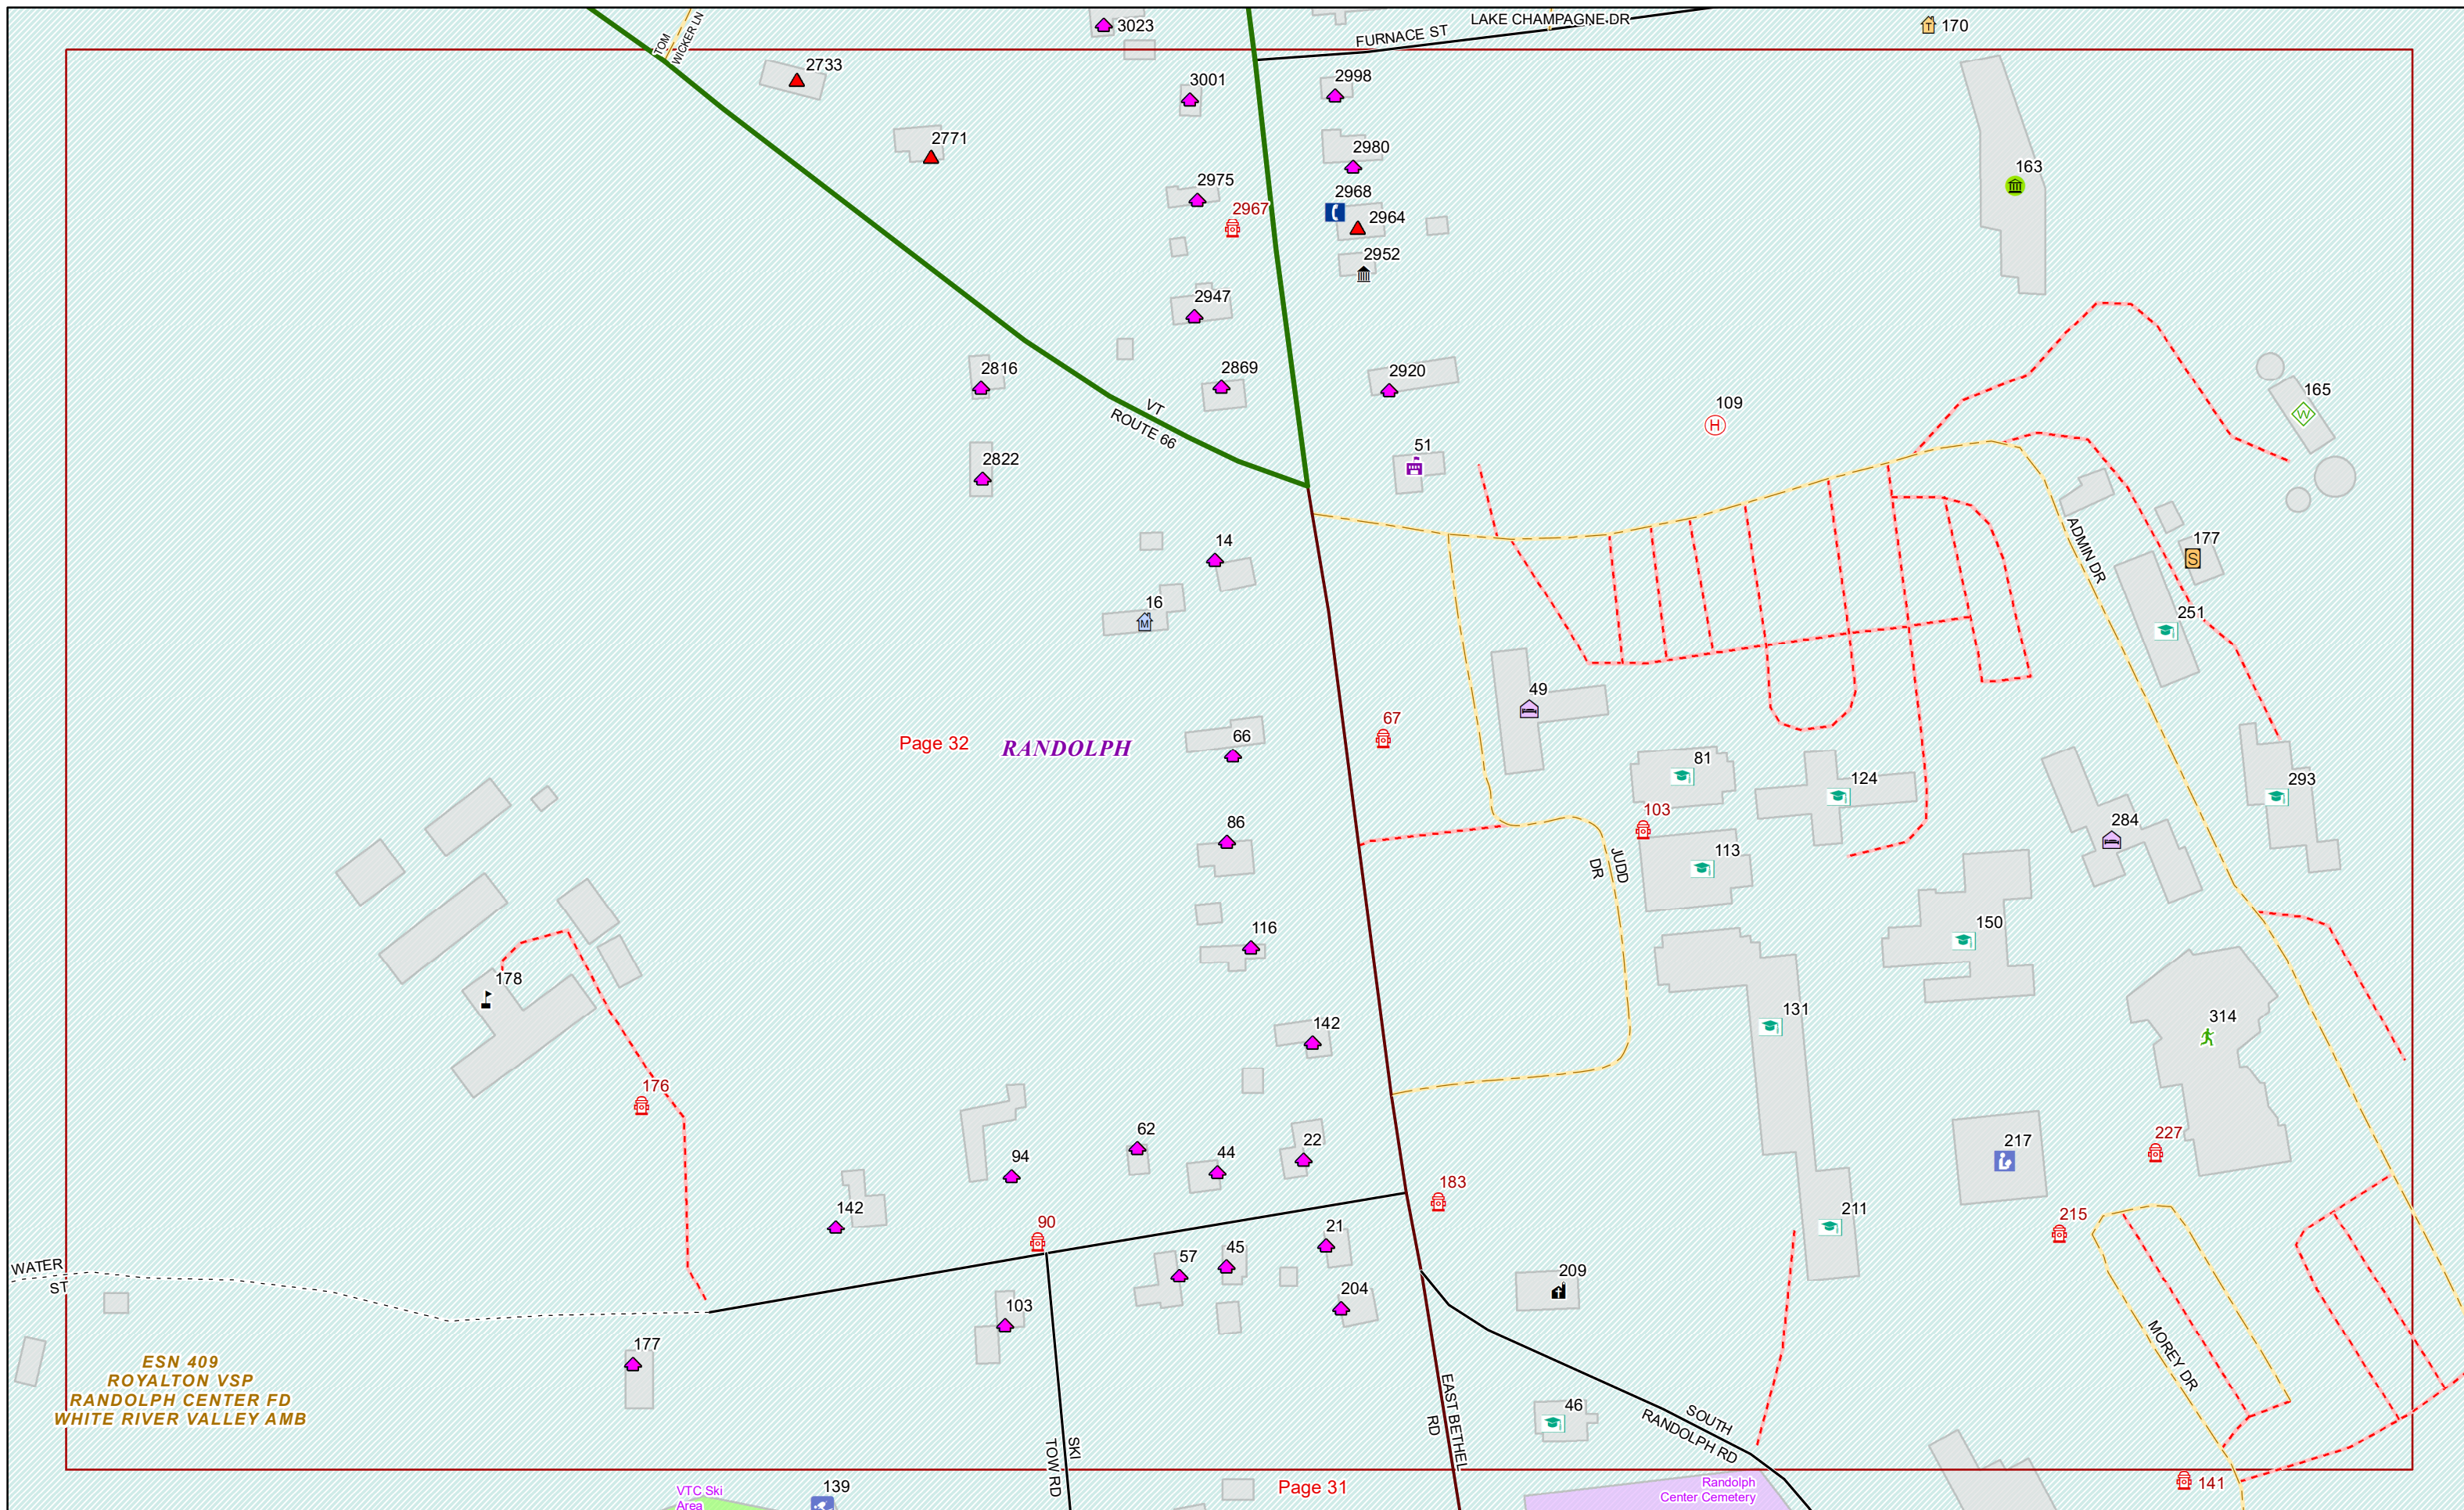 3023
LAKE CHAMPAGNE DR
170
TOM
WICKER LN
FURNACE ST
2733
3001
2998
2771
2980
163
2975
2968
2967
2964
2952
2947
2816
2869
2920
165
VT
ROUTE 66
109
H
W
51
2822
14
ADMIN DR
177
S
16
M
251
49
67
Page 32
RANDOLPH
66
81
124
293
103
86
284
113
JUDD
DR
116
150
178
131
142
314
176
62
22
227
94
44
217
183
142
211
90
21
215
57
45
WATER
ST
209
204
103
177
MOREY DR
ESN 409
ROYALTON VSP
RANDOLPH CENTER FD
WHITE RIVER VALLEY AMB
EAST BETHEL
RD
46
SOUTH
RANDOLPH RD
SKI
TOW RD
VTC Ski
Area
139
Page 31
Randolph
Center Cemetery
141